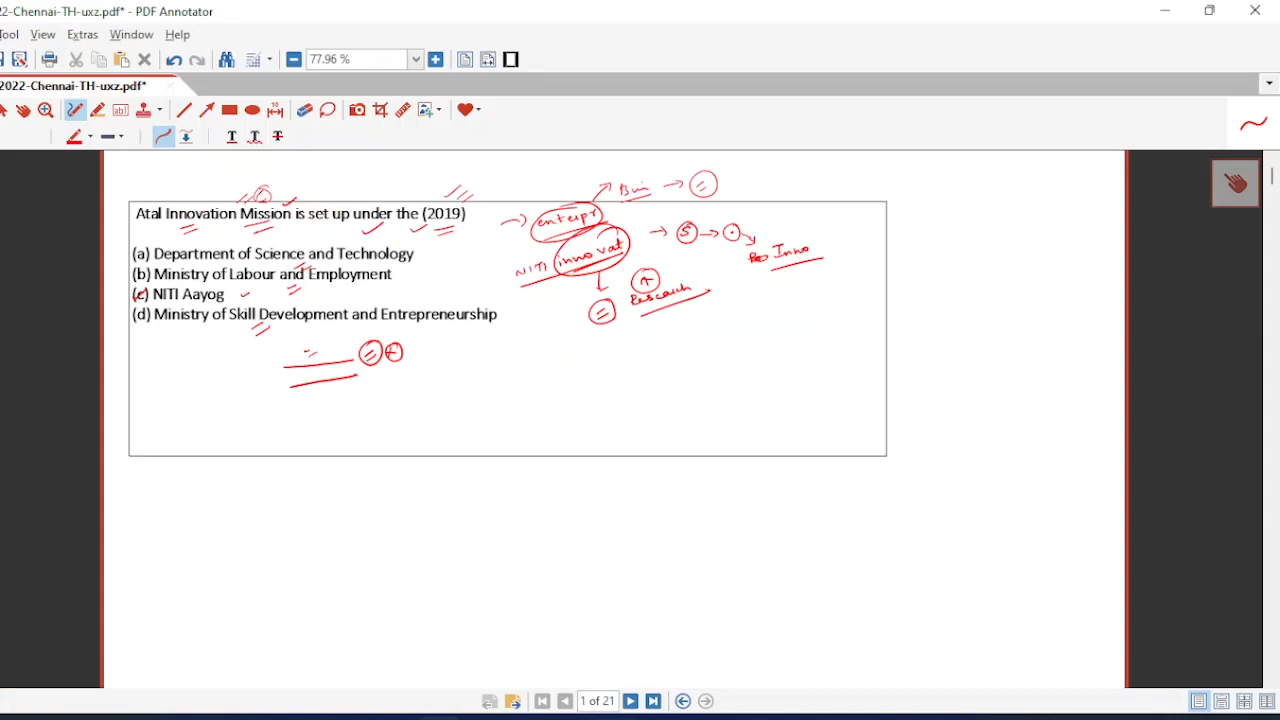 22-Chennai-TH-uxz.pdf* - PDF Annotator
Tool View Extras Window Help
77.96 %
2022-Chennai-TH-uxz.pdf*
Atal Innovation Mission is set up under the (2019)
(a) Department of Science and Technology
(b) Ministry of Labour and Employment
(c) NITI Aayog
(d) Ministry of Skill Development and Entrepreneurship
enterpr
NITI innovat
S
Inno
Research
1 of 21